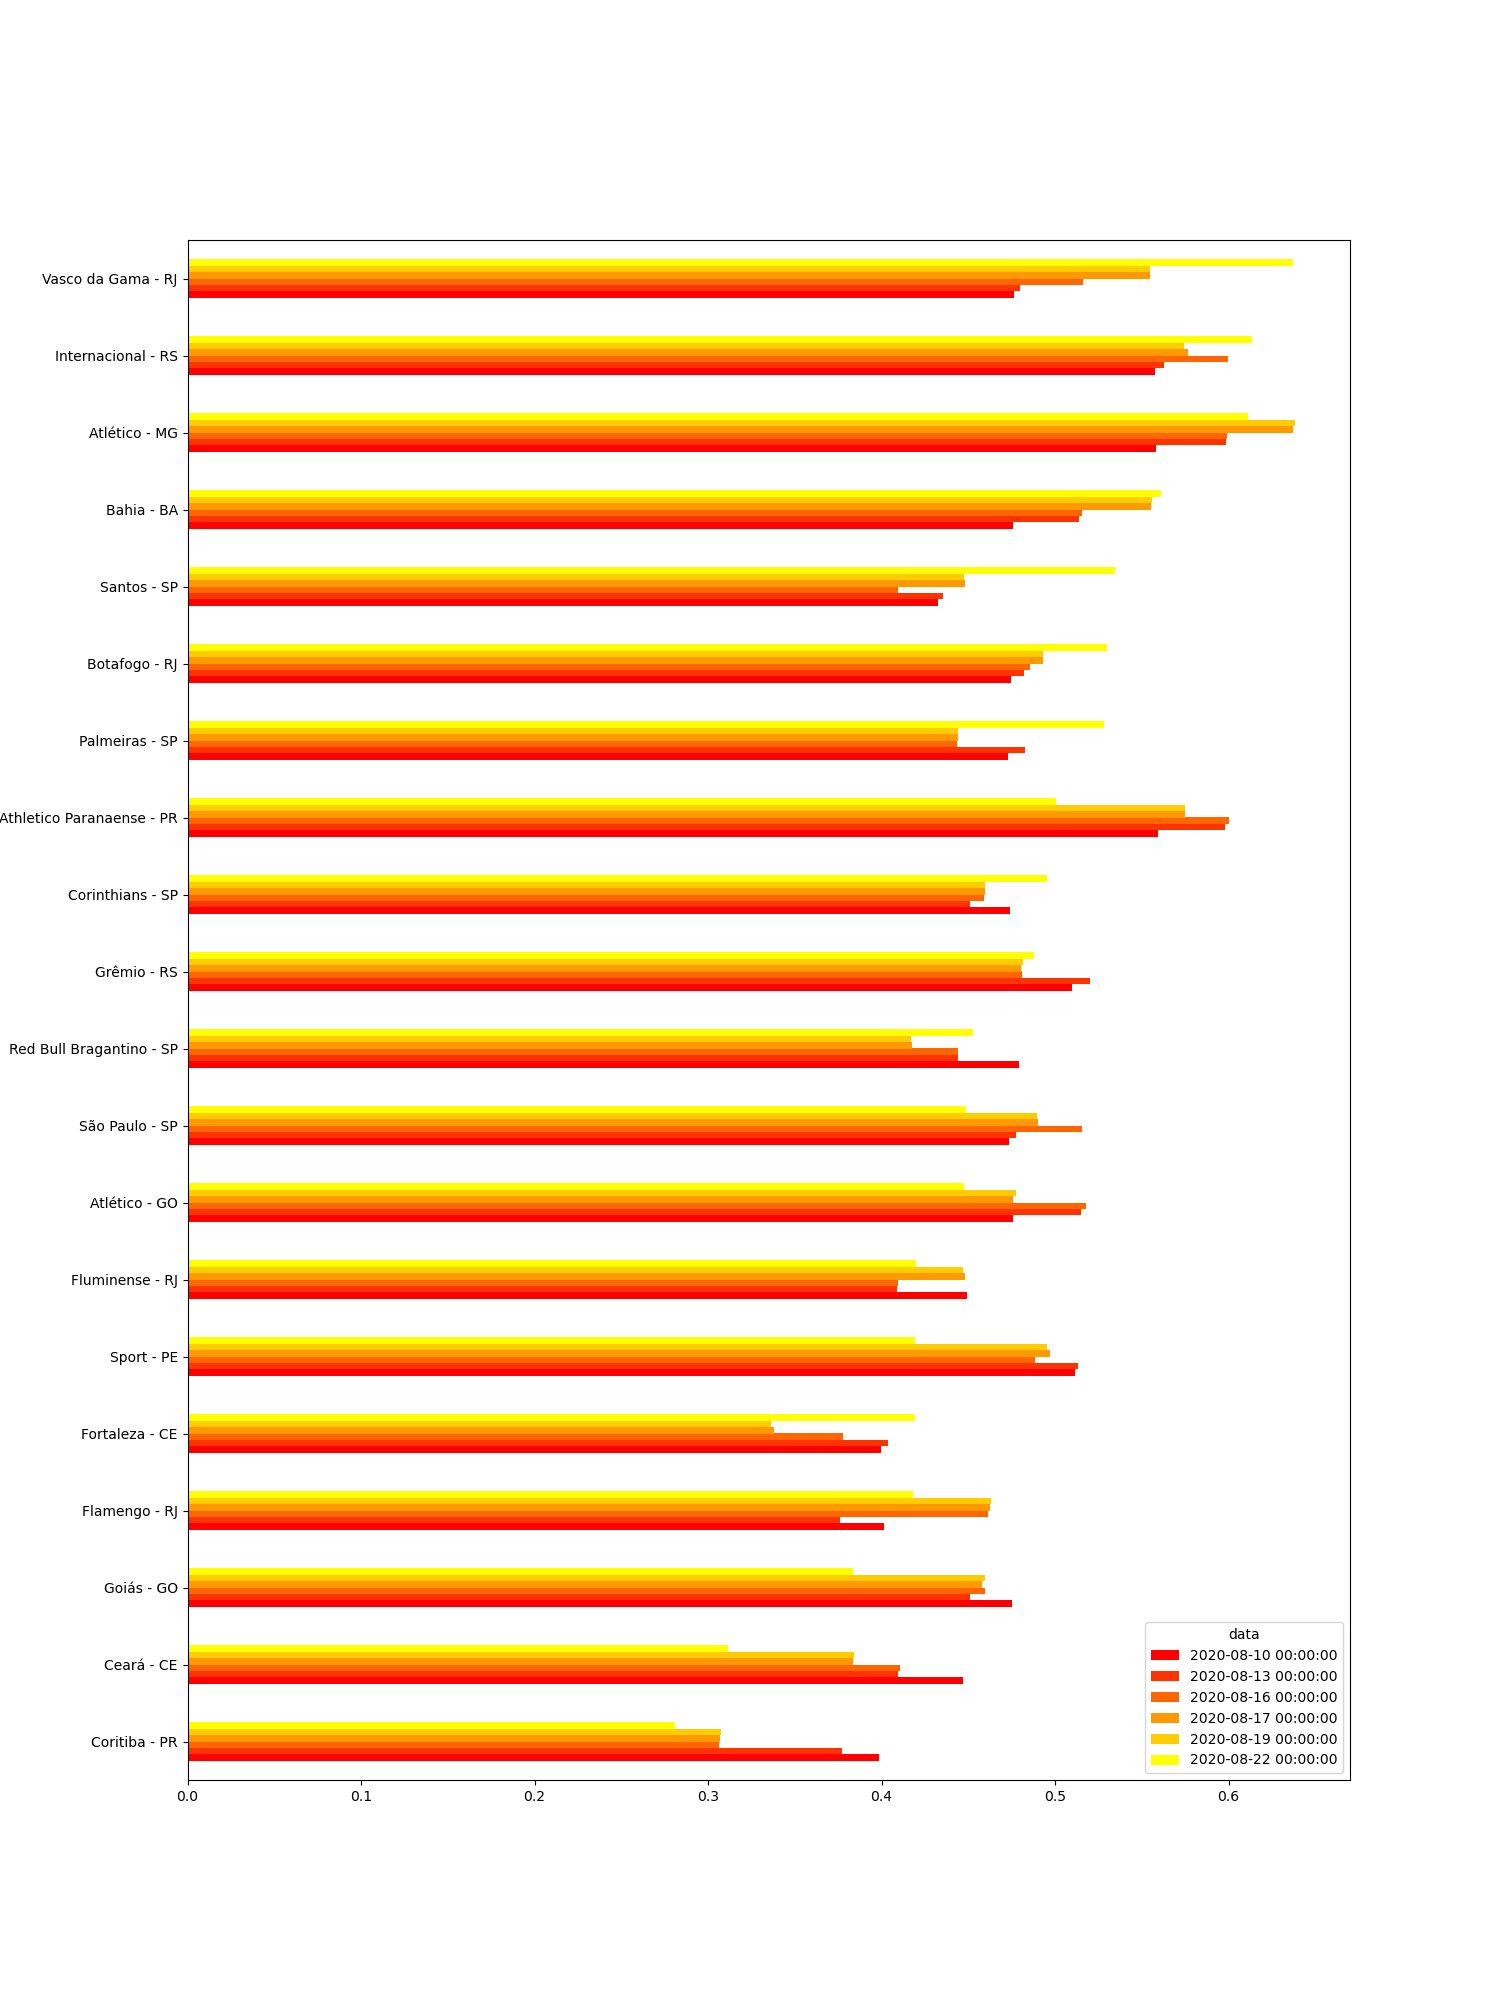 Vasco da Gama - RJ
Internacional - RS
Atlético - MG
Bahia - BA
Santos - SP
Botafogo - RJ
Palmeiras - SP
Athletico Paranaense - PR
Corinthians - SP
Grêmio - RS
Red Bull Bragantino - SP
São Paulo - SP
Atlético - GO
Fluminense - RJ
Sport - PE
Fortaleza - CE
Flamengo - RJ
Goiás - GO
Ceará - CE
Coritiba - PR
data
2020-08-10 00:00:00
2020-08-13 00:00:00
2020-08-16 00:00:00
2020-08-17 00:00:00
2020-08-19 00:00:00
2020-08-22 00:00:00
0.0 0.1 0.2 0.3 0.4 0.5 0.6